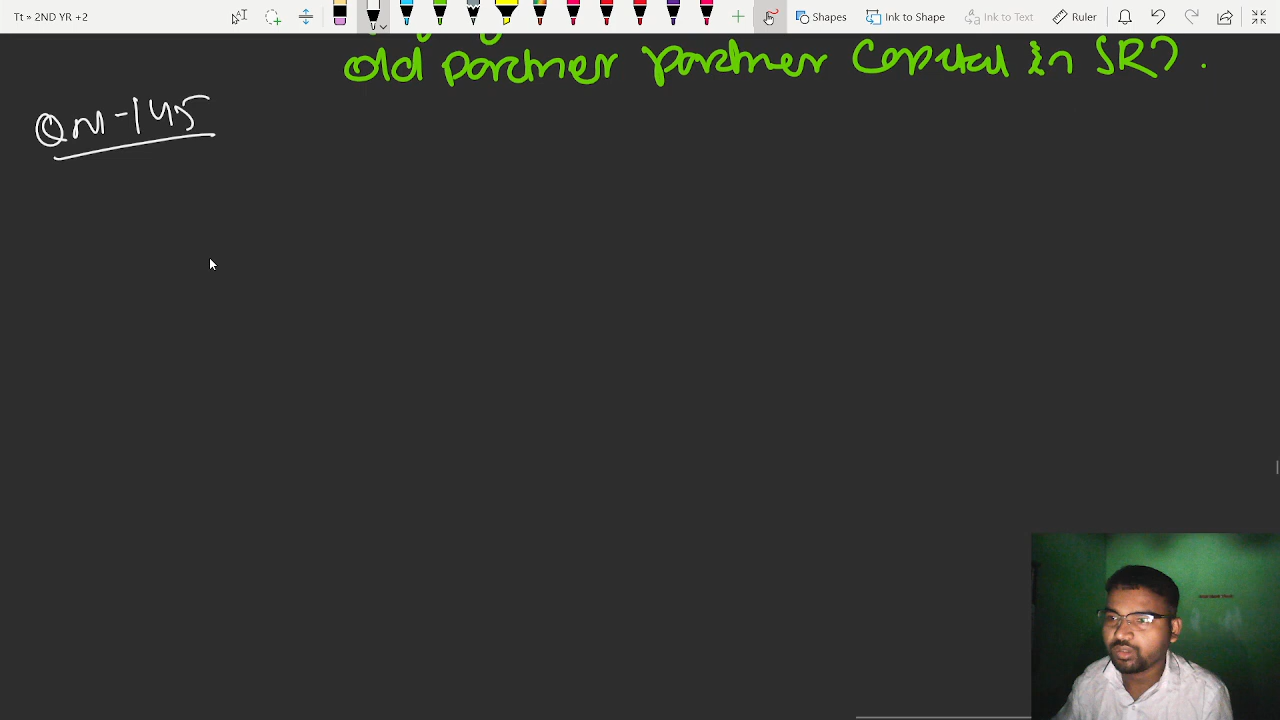 Tt » 2ND YR +2
Shapes
Ink to Shape
Ink to Text
Ruler
old partner partner capital in SR) .
QN-145